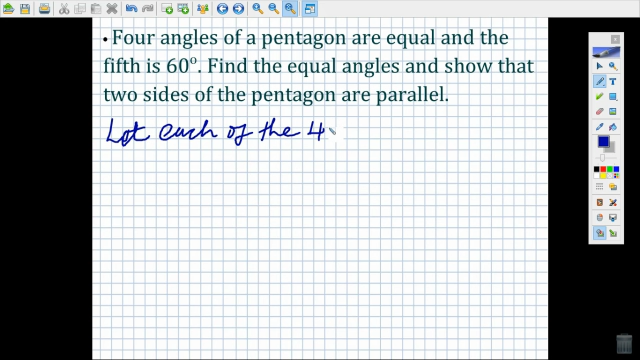 • Four angles of a pentagon are equal and the
fifth is 60°. Find the equal angles and show that
two sides of the pentagon are parallel.
Let each of the 4